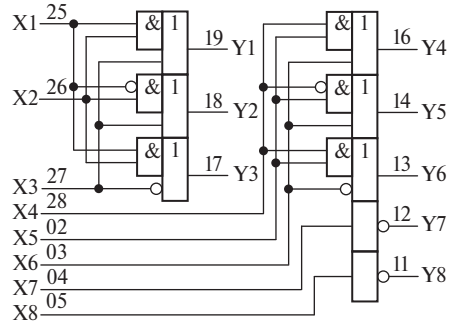 X1 25 & 1 19 Y1
X2 26 & 1 18 Y2
& 1 17 Y3
X3 27
X4 28
X5 02
X6 03
X7 04
X8 05
& 1 16 Y4
& 1 14 Y5
& 1 13 Y6
12 Y7
11 Y8